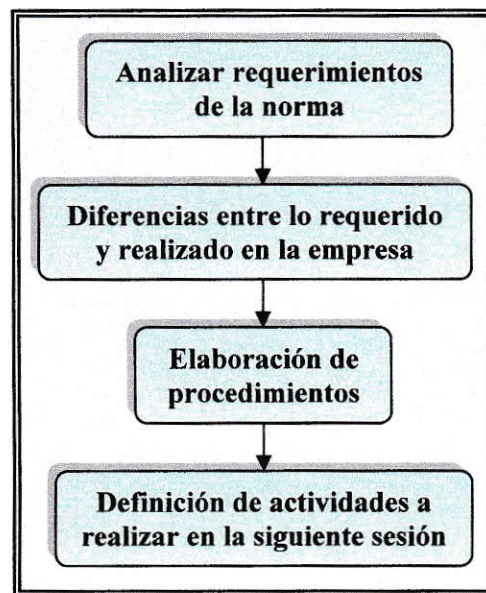 Analizar requerimientos
de la norma
Diferencias entre lo requerido
y realizado en la empresa
Elaboración de
procedimientos
Definición de actividades a
realizar en la siguiente sesión